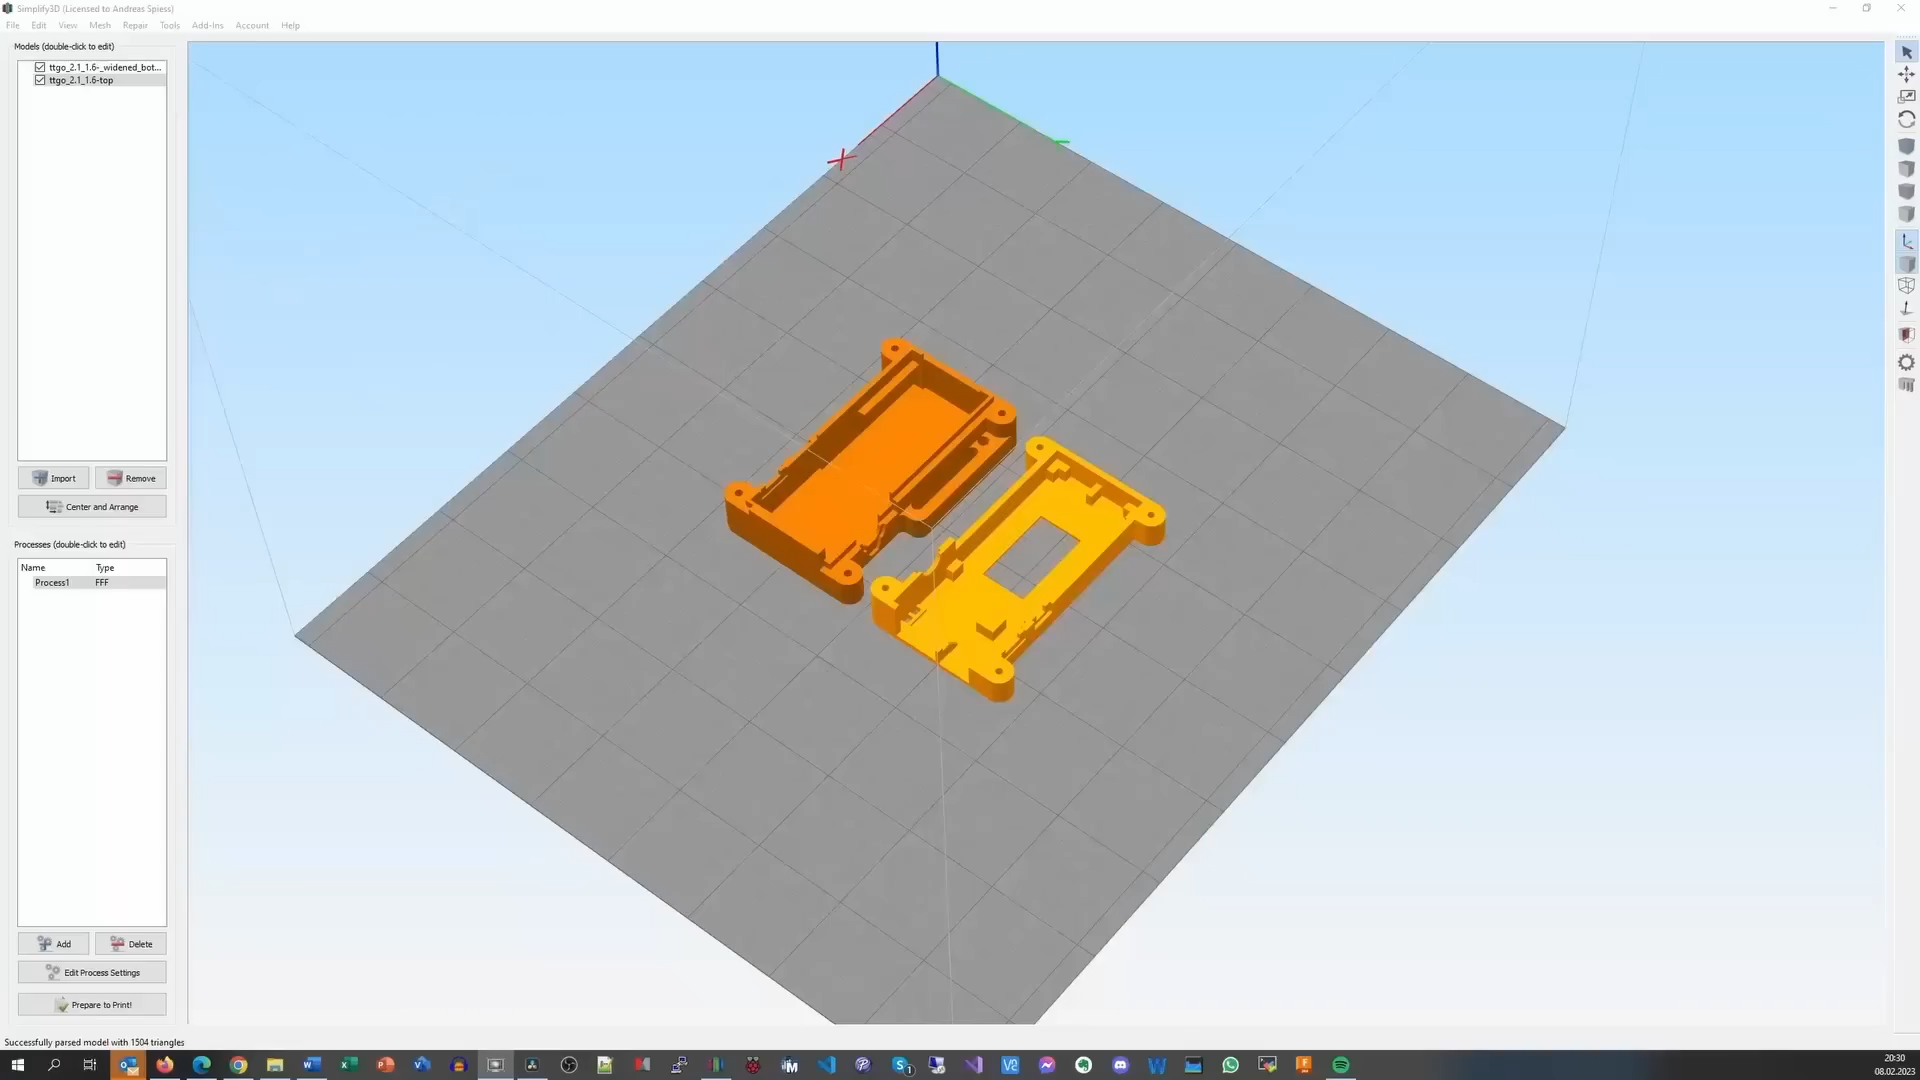 Simplify3D (Licensed to Andreas Spiess)
File Edit View Mesh Repair Tools Add-Ins Account Help
Models (double-click to edit)
ttgo_2.1_1.6-_widened_bot...
ttgo_2.1_1.6-top
Import Remove
Center and Arrange
Processes (double-click to edit)
Name Type
Process1 FFF
Add Delete
Edit Process Settings
Prepare to Print!
Successfully parsed model with 1504 triangles
20:30
08.02.2023